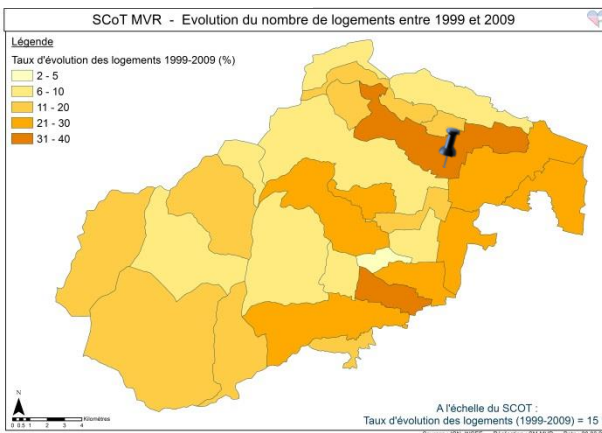 SCoT MVR - Evolution du nombre de logements entre 1999 et 2009
Légende
Taux d'évolution des logements 1999-2009 (%)
2 - 5
6 - 10
11 - 20
21 - 30
31 - 40
N
0 0.5 1 2 3 4
Kilomètres
A l'échelle du SCOT :
Taux d'évolution des logements (1999-2009) = 15